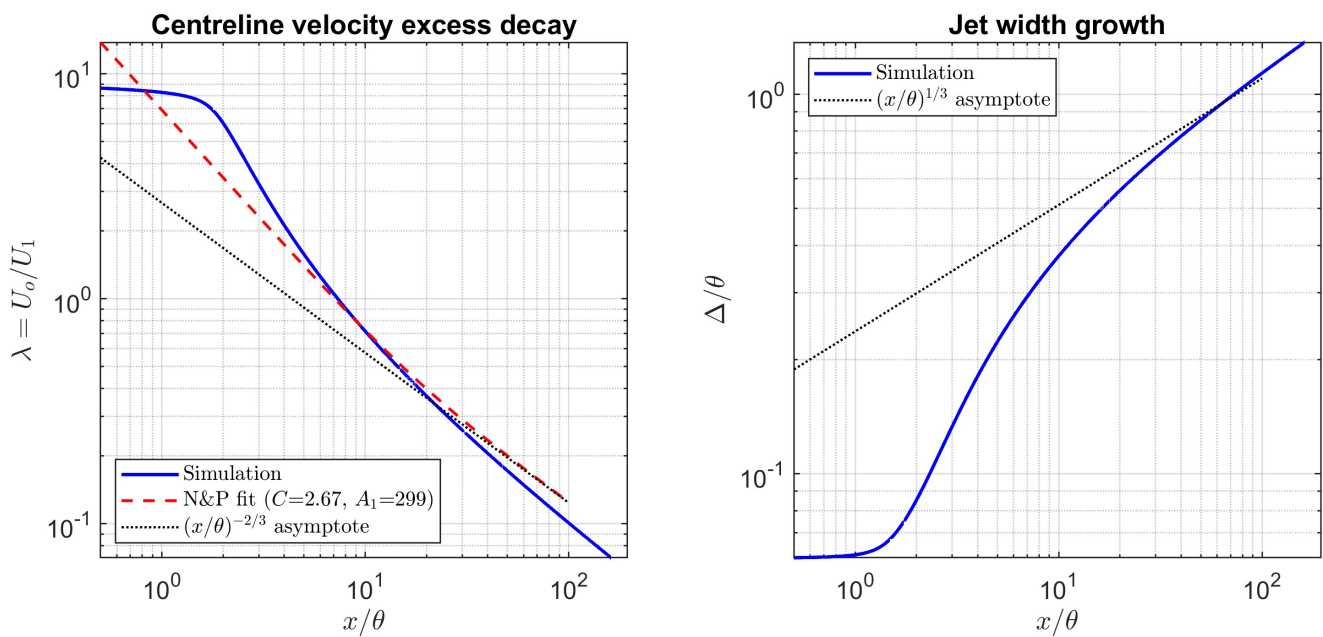 Centreline velocity excess decay
10^1
10^0
10^-1
λ = U_o/U_1
Simulation
N&P fit (C=2.67, A_1=299)
(x/θ)^-2/3 asymptote
10^0 10^1 10^2
x/θ
Jet width growth
Simulation
(x/θ)^1/3 asymptote
10^0
10^-1
Δ/θ
10^0 10^1 10^2
x/θ